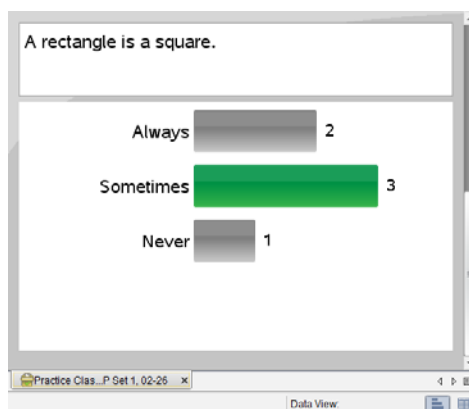 A rectangle is a square.
Always 2
Sometimes 3
Never 1
Practice Clas...P Set 1, 02-26 ×
Data View: